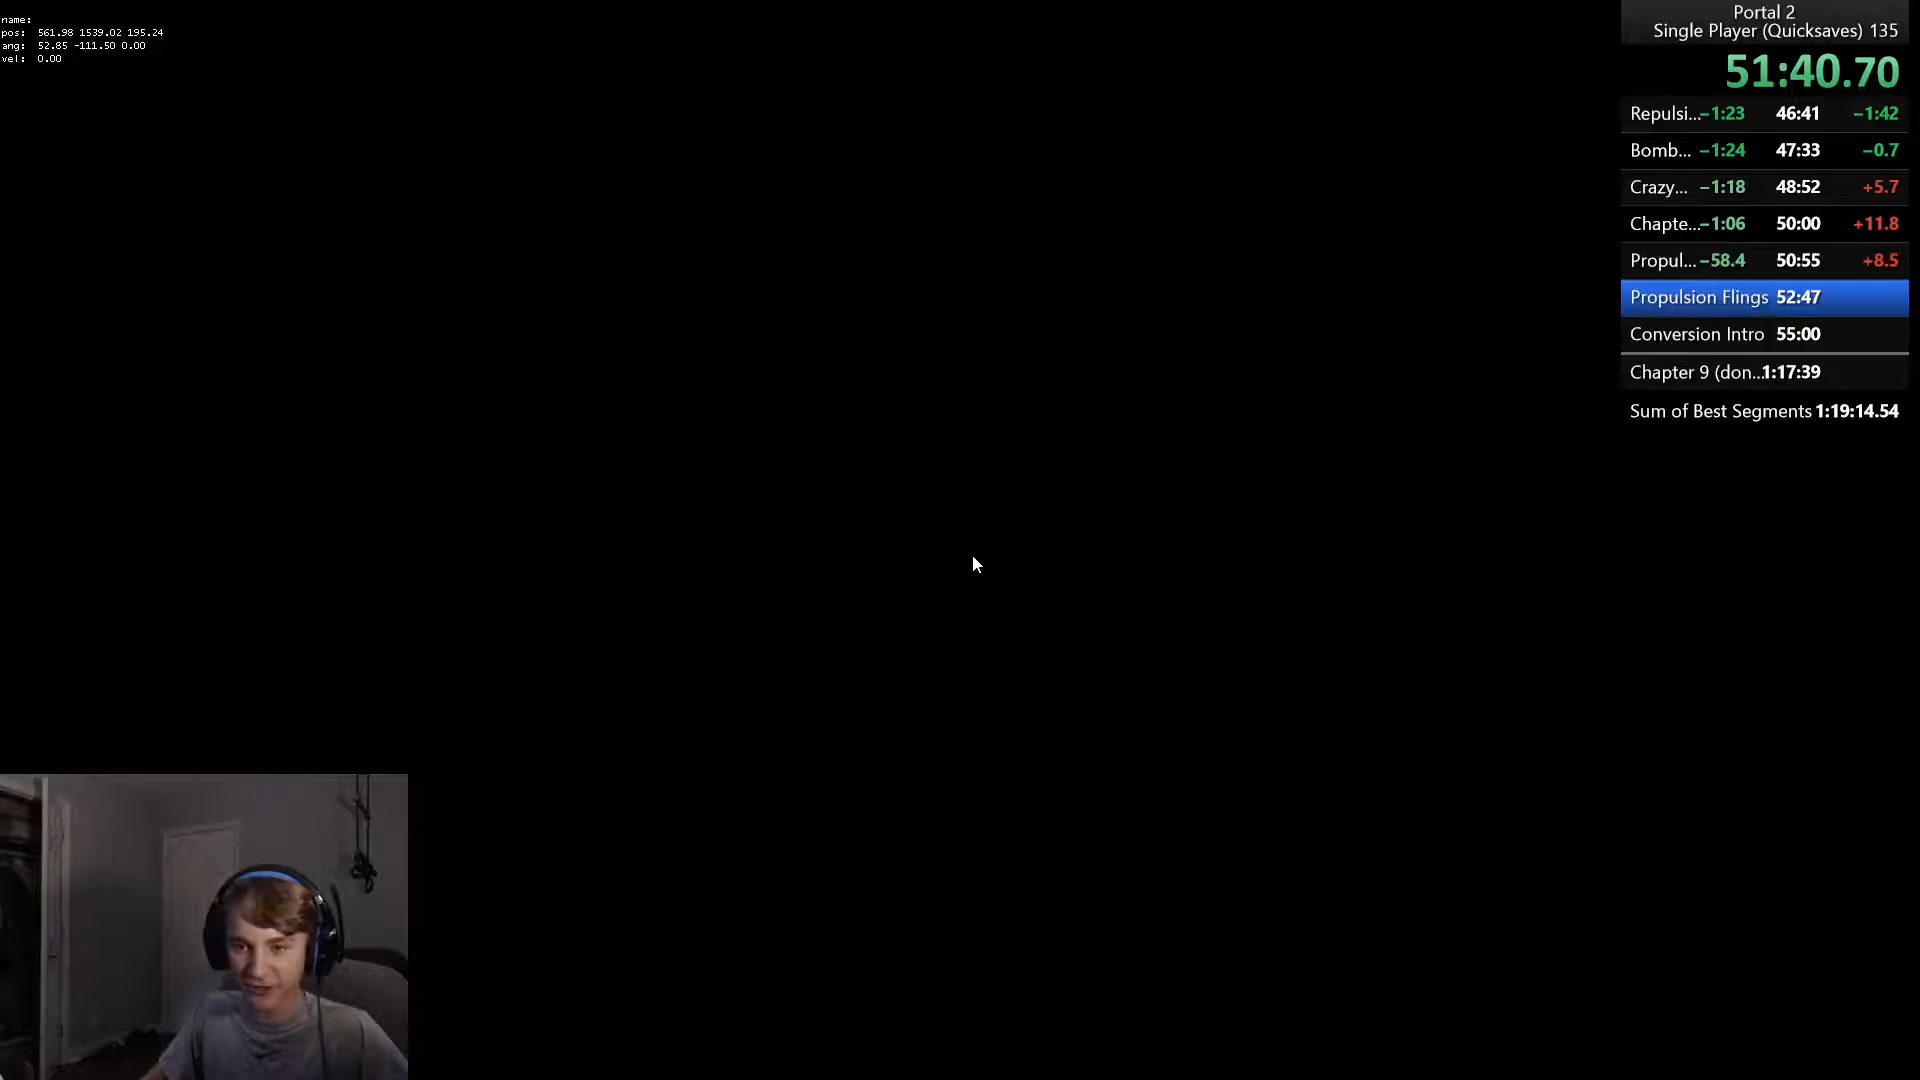 name:
pos: 561.98 1539.02 195.24
ang: 52.85 -111.50 0.00
vel: 0.00
Portal 2
Single Player (Quicksaves) 135
51:40.70
Repulsi... −1:23 46:41 −1:42
Bomb... −1:24 47:33 −0.7
Crazy... −1:18 48:52 +5.7
Chapte... −1:06 50:00 +11.8
Propul... −58.4 50:55 +8.5
Propulsion Flings 52:47
Conversion Intro 55:00
Chapter 9 (don... 1:17:39
Sum of Best Segments 1:19:14.54